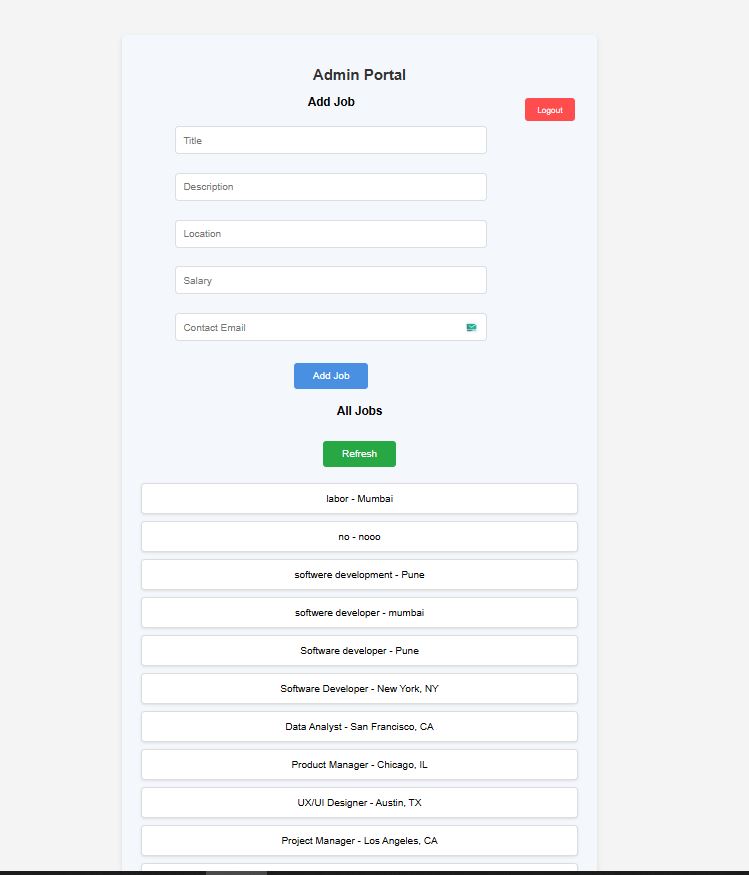 Admin Portal
Add Job
Logout
Title
Description
Location
Salary
Contact Email
Add Job
All Jobs
Refresh
labor - Mumbai
no - nooo
softwere development - Pune
softwere developer - mumbai
Software developer - Pune
Software Developer - New York, NY
Data Analyst - San Francisco, CA
Product Manager - Chicago, IL
UX/UI Designer - Austin, TX
Project Manager - Los Angeles, CA